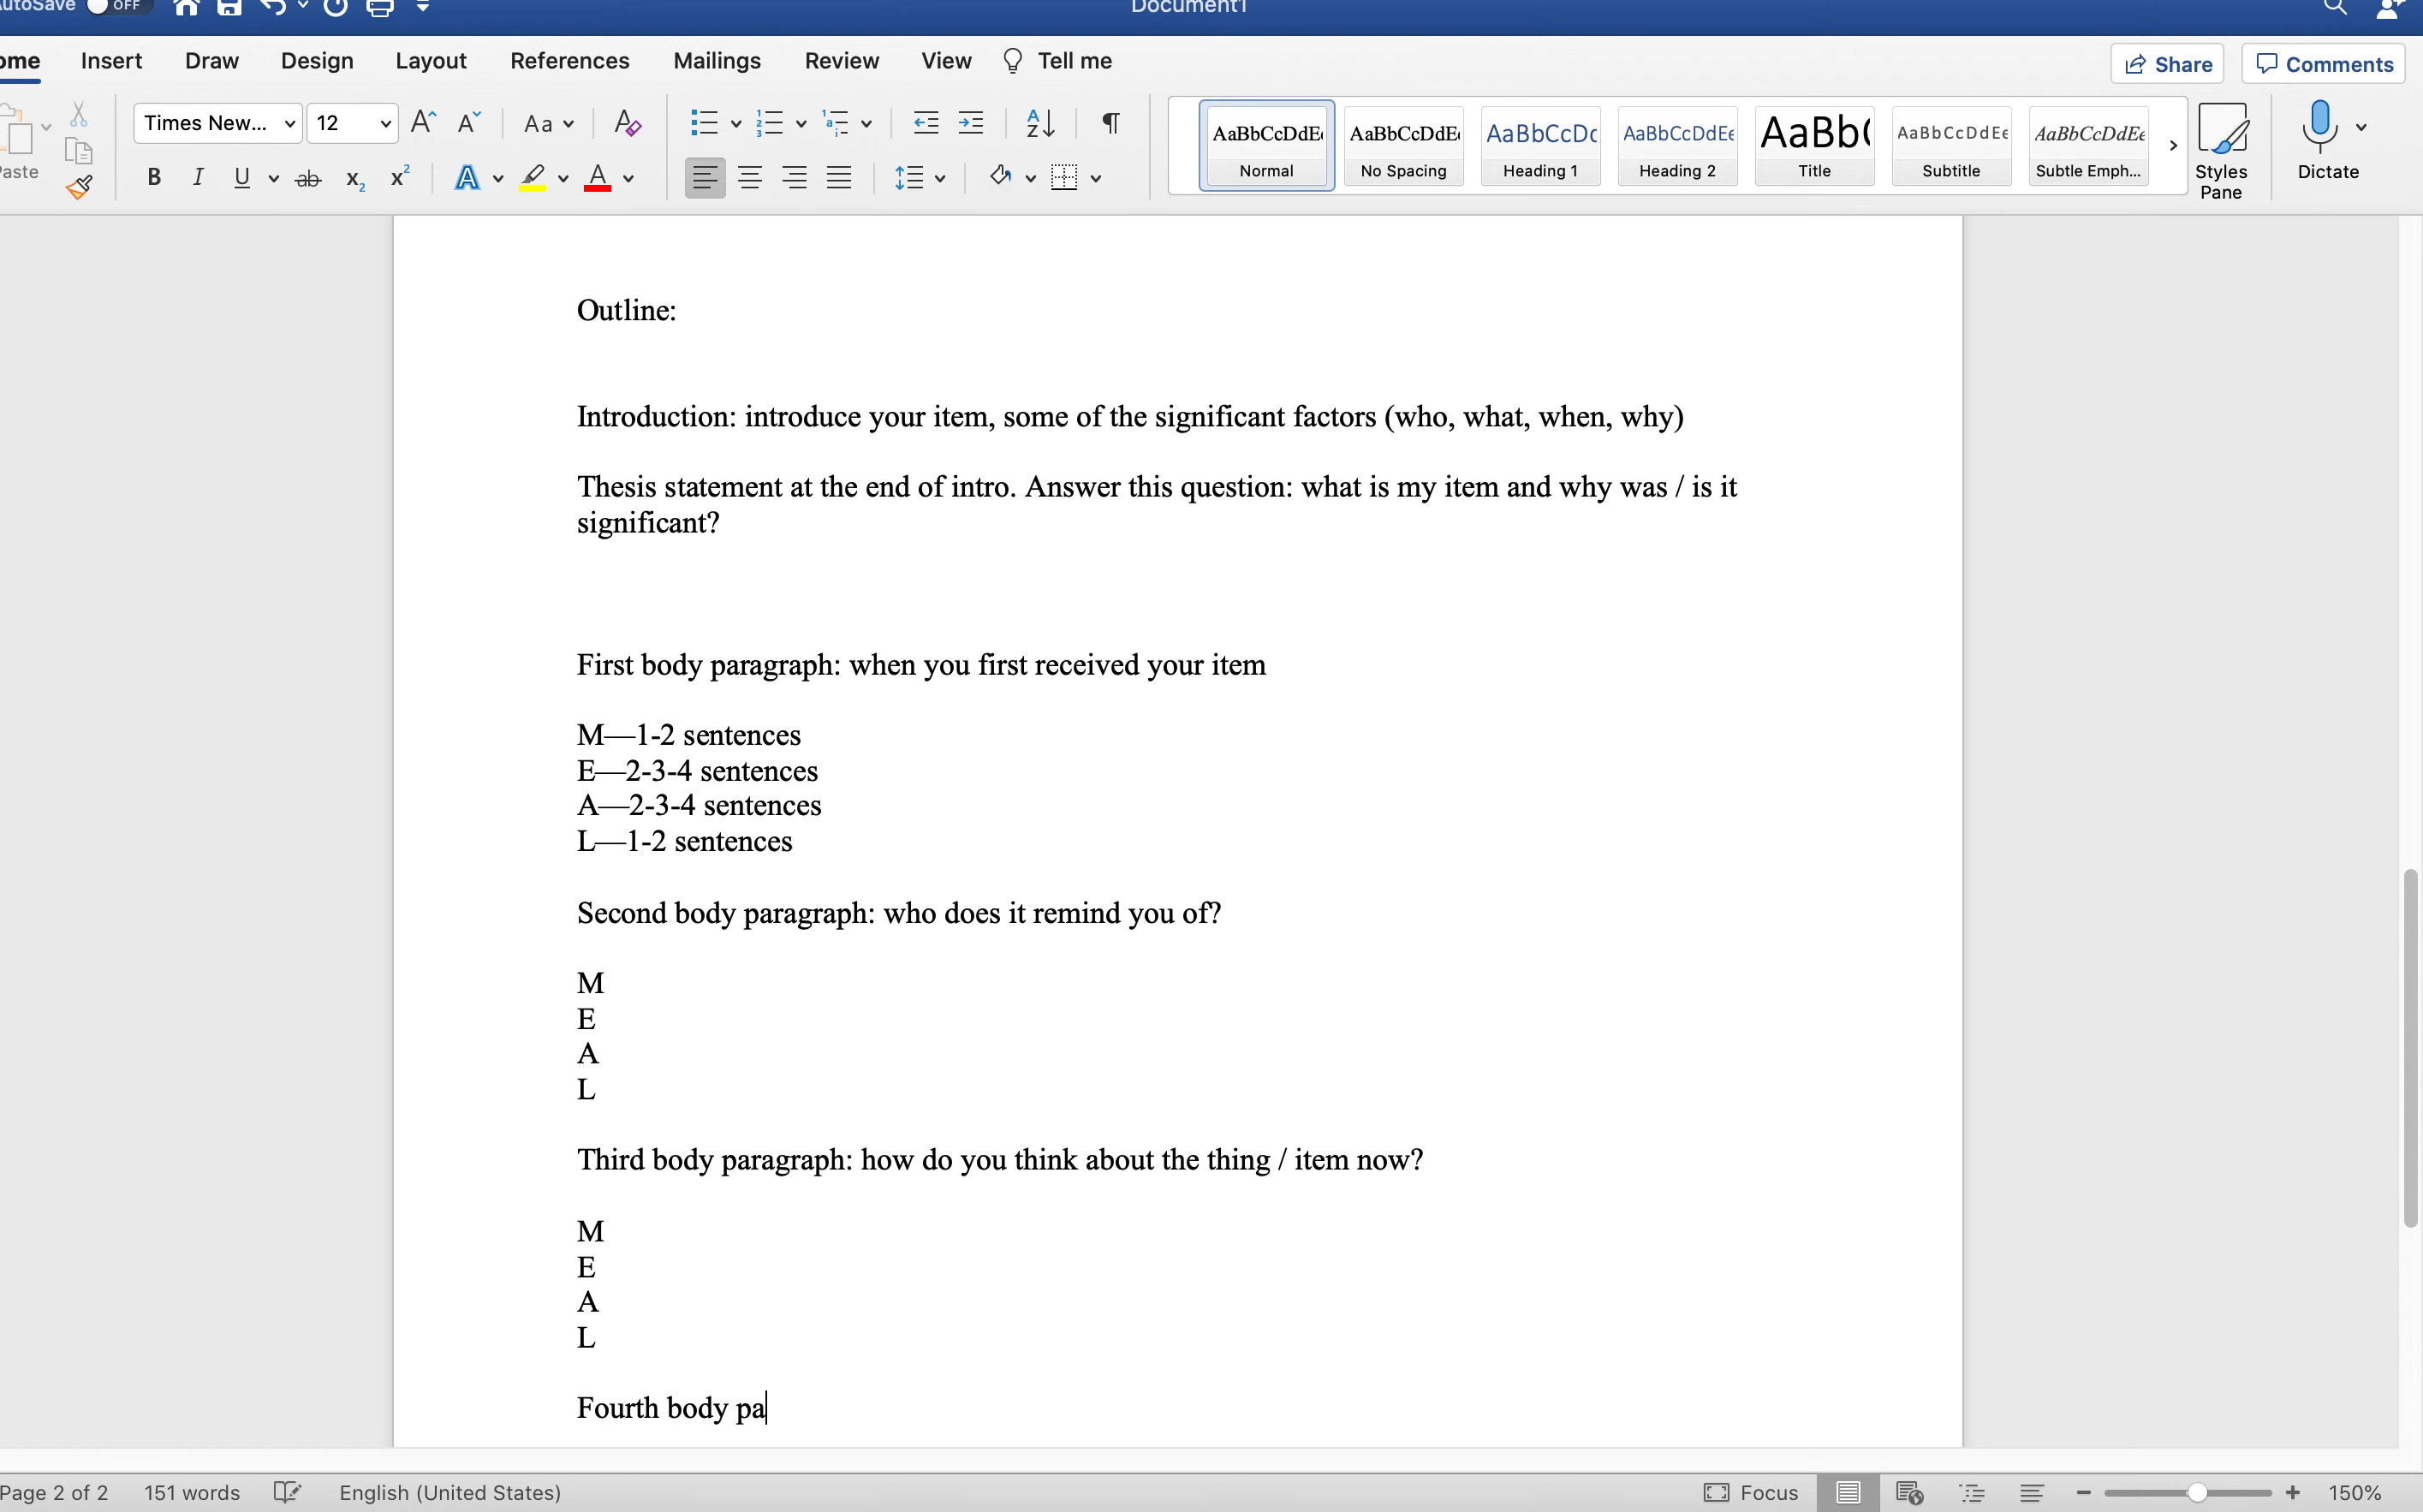 AutoSave OFF Document1
ome Insert Draw Design Layout References Mailings Review View Tell me Share Comments
Paste Times New... 12 Aa AaBbCcDdEe AaBbCcDdEe AaBbCcDc AaBbCcDdEe AaBb( AaBbCcDdEe AaBbCcDdEe
Normal No Spacing Heading 1 Heading 2 Title Subtitle Subtle Emph... Styles Pane Dictate
Outline:
Introduction: introduce your item, some of the significant factors (who, what, when, why)
Thesis statement at the end of intro. Answer this question: what is my item and why was / is it
significant?
First body paragraph: when you first received your item
M—1-2 sentences
E—2-3-4 sentences
A—2-3-4 sentences
L—1-2 sentences
Second body paragraph: who does it remind you of?
M
E
A
L
Third body paragraph: how do you think about the thing / item now?
M
E
A
L
Fourth body pa
Page 2 of 2 151 words English (United States) Focus 150%